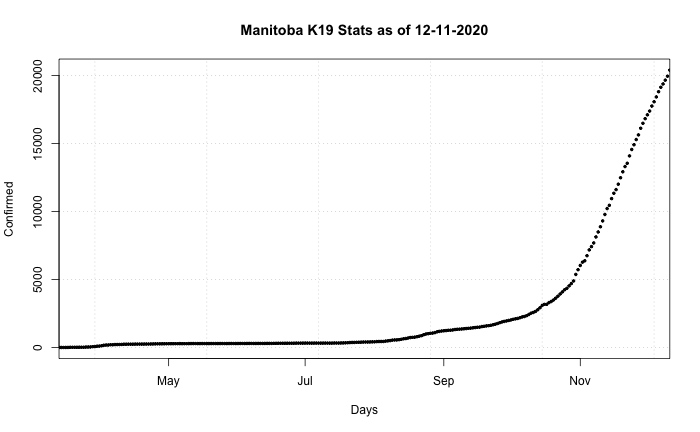 Manitoba K19 Stats as of 12-11-2020
Confirmed
20000
15000
10000
5000
0
May Jul Sep Nov
Days